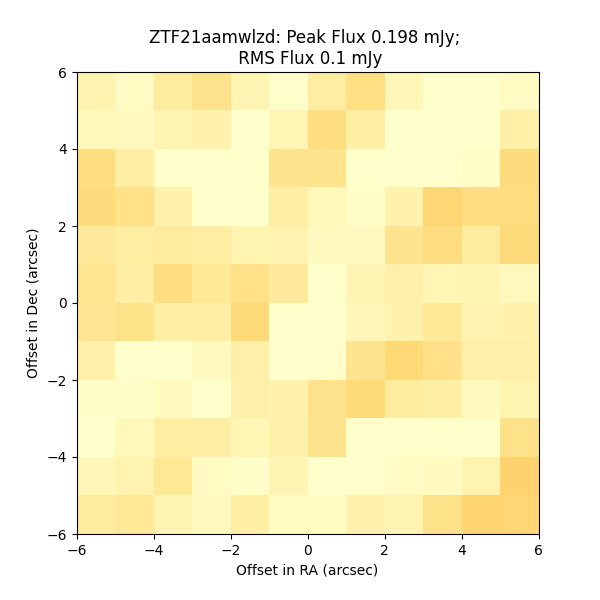 ZTF21aamwlzd: Peak Flux 0.198 mJy;
RMS Flux 0.1 mJy
6
4
2
0
−2
−4
−6
Offset in Dec (arcsec)
−6 −4 −2 0 2 4 6
Offset in RA (arcsec)